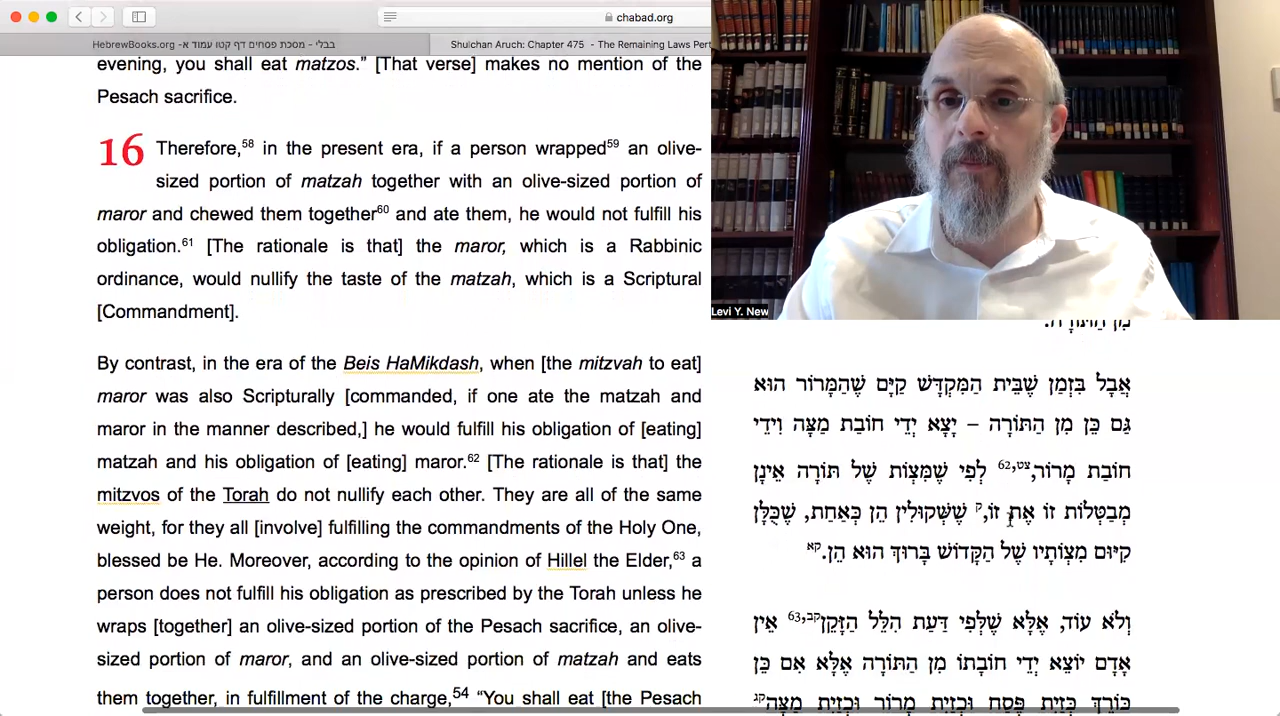 chabad.org
HebrewBooks.org - בבלי - מסכת פסחים דף קטו עמוד א
Shulchan Aruch: Chapter 475 - The Remaining Laws Pert
evening, you shall eat matzos.” [That verse] makes no mention of the
Pesach sacrifice.
16 Therefore,58 in the present era, if a person wrapped59 an olive-
sized portion of matzah together with an olive-sized portion of
maror and chewed them together60 and ate them, he would not fulfill his
obligation.61 [The rationale is that] the maror, which is a Rabbinic
ordinance, would nullify the taste of the matzah, which is a Scriptural
[Commandment].
By contrast, in the era of the Beis HaMikdash, when [the mitzvah to eat]
maror was also Scripturally [commanded, if one ate the matzah and
maror in the manner described,] he would fulfill his obligation of [eating]
matzah and his obligation of [eating] maror.62 [The rationale is that] the
mitzvos of the Torah do not nullify each other. They are all of the same
weight, for they all [involve] fulfilling the commandments of the Holy One,
blessed be He. Moreover, according to the opinion of Hillel the Elder,63 a
person does not fulfill his obligation as prescribed by the Torah unless he
wraps [together] an olive-sized portion of the Pesach sacrifice, an olive-
sized portion of maror, and an olive-sized portion of matzah and eats
them together, in fulfillment of the charge,54 “You shall eat [the Pesach
Levi Y. New
מִן הַתּוֹרָה.
אֲבָל בִּזְמַן שֶׁבֵּית הַמִּקְדָּשׁ קַיָּם שֶׁהַמָּרוֹר הוּא
גַּם כֵּן מִן הַתּוֹרָה – יָצָא יְדֵי חוֹבַת מַצָּה וִידֵי
חוֹבַת מָרוֹר,צט,62 לְפִי שֶׁמִּצְוֹת שֶׁל תּוֹרָה אֵינָן
מְבַטְּלוֹת זוֹ אֶת זוֹ,ק שֶׁשְּׁקוּלִין הֵן כְּאַחַת, שֶׁכֻּלָּן
קִיּוּם מִצְוֹתָיו שֶׁל הַקָּדוֹשׁ בָּרוּךְ הוּא הֵן.קא
וְלֹא עוֹד, אֶלָּא שֶׁלְּפִי דַּעַת הִלֵּל הַזָּקֵןקב,63 אֵין
אָדָם יוֹצֵא יְדֵי חוֹבָתוֹ מִן הַתּוֹרָה אֶלָּא אִם כֵּן
כּוֹרֵךְ כְּזַיִת פֶּסַח וּכְזַיִת מָרוֹר וּכְזַיִת מַצָּהקג